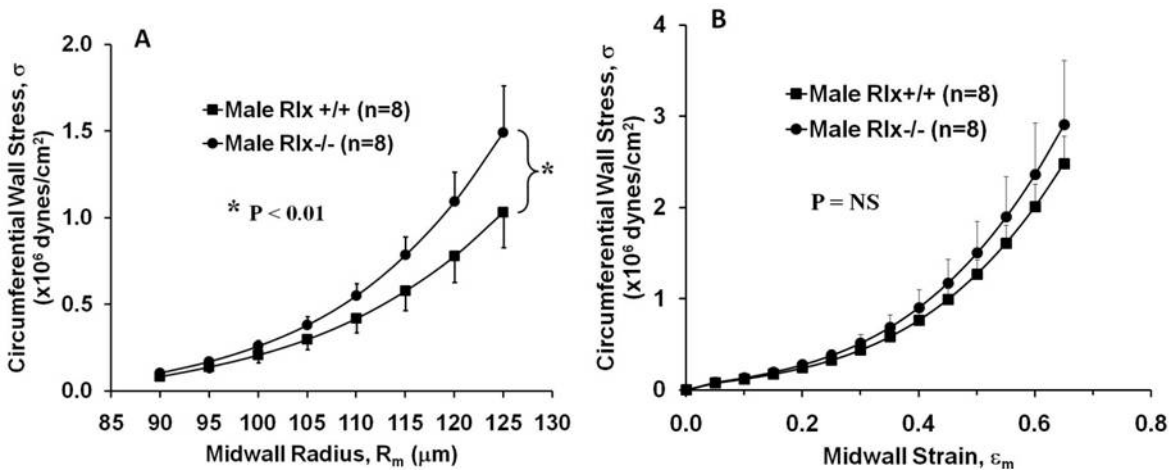 A
Circumferential Wall Stress, σ
(x10⁶ dynes/cm²)
2.0
1.5
1.0
0.5
0.0
Male Rlx +/+ (n=8)
Male Rlx-/- (n=8)
* P < 0.01
*
85 90 95 100 105 110 115 120 125 130
Midwall Radius, Rₘ (μm)
B
Circumferential Wall Stress, σ
(x10⁶ dynes/cm²)
4
3
2
1
0
Male Rlx+/+ (n=8)
Male Rlx-/- (n=8)
P = NS
0.0 0.2 0.4 0.6 0.8
Midwall Strain, εₘ